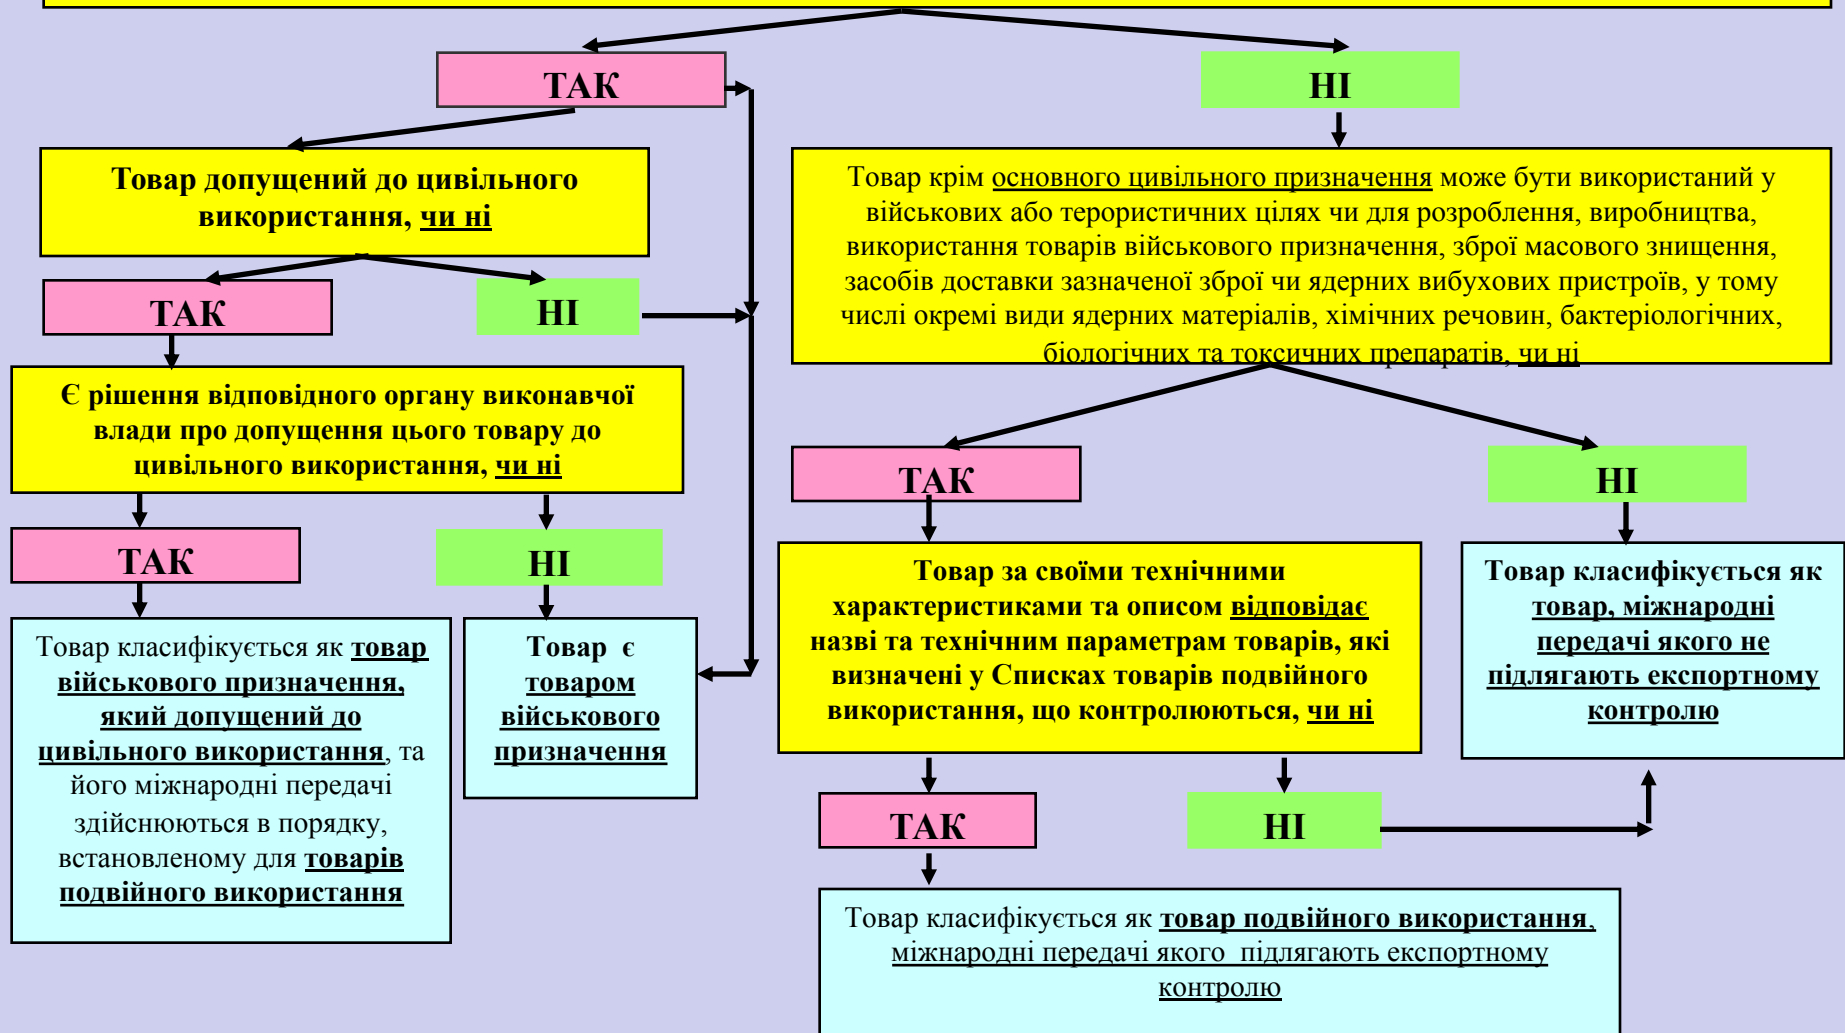 ТАК
НІ
Товар допущений до цивільного
використання, чи ні
Товар крім основного цивільного призначення може бути використаний у
військових або терористичних цілях чи для розроблення, виробництва,
використання товарів військового призначення, зброї масового знищення,
засобів доставки зазначеної зброї чи ядерних вибухових пристроїв, у тому
числі окремі види ядерних матеріалів, хімічних речовин, бактеріологічних,
біологічних та токсичних препаратів, чи ні
ТАК
НІ
Є рішення відповідного органу виконавчої
влади про допущення цього товару до
цивільного використання, чи ні
ТАК
НІ
ТАК
НІ
Товар класифікується як товар
військового призначення,
який допущений до
цивільного використання, та
його міжнародні передачі
здійснюються в порядку,
встановленому для товарів
подвійного використання
Товар є
товаром
військового
призначення
Товар за своїми технічними
характеристиками та описом відповідає
назві та технічним параметрам товарів, які
визначені у Списках товарів подвійного
використання, що контролюються, чи ні
Товар класифікується як
товар, міжнародні
передачі якого не
підлягають експортному
контролю
ТАК
НІ
Товар класифікується як товар подвійного використання,
міжнародні передачі якого підлягають експортному
контролю